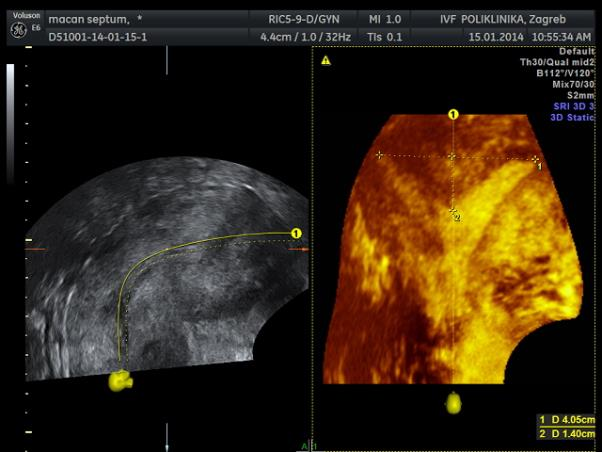 Voluson
E6
macan septum, *
RIC5-9-D/GYN
MI 1.0
IVF POLIKLINIKA, Zagreb
D51001-14-01-15-1
4.4cm / 1.0 / 32Hz
TIs 0.1
15.01.2014
10:55:34 AM
Default
Th30/Qual mid2
B112°/V120°
Mix70/30
S2mm
SRI 3D 3
3D Static
1
1
1
2
A 1
1 D 4.05cm
2 D 1.40cm